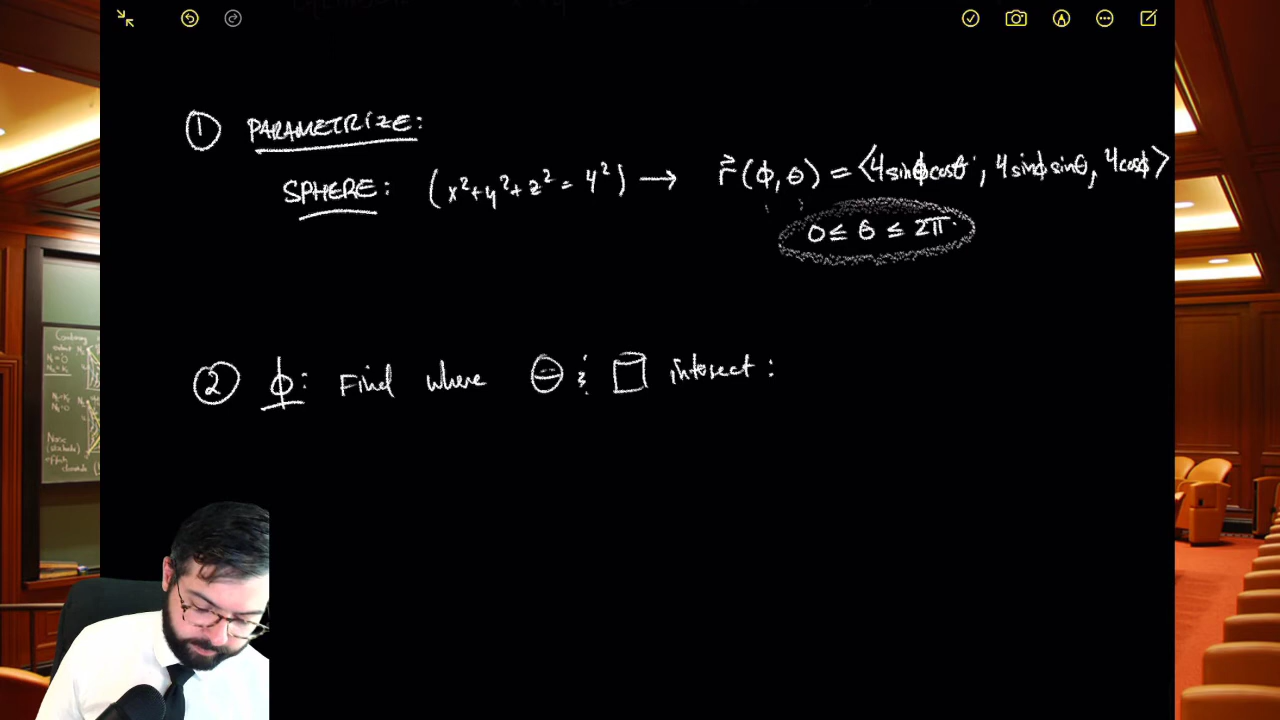 ① PARAMETRIZE:
SPHERE: (x²+y²+z² = 4²) → r⃗(ϕ,θ) = ⟨4sinϕcosθ, 4sinϕsinθ, 4cosϕ⟩
0 ≤ θ ≤ 2π
② ϕ: Find where & intersect: